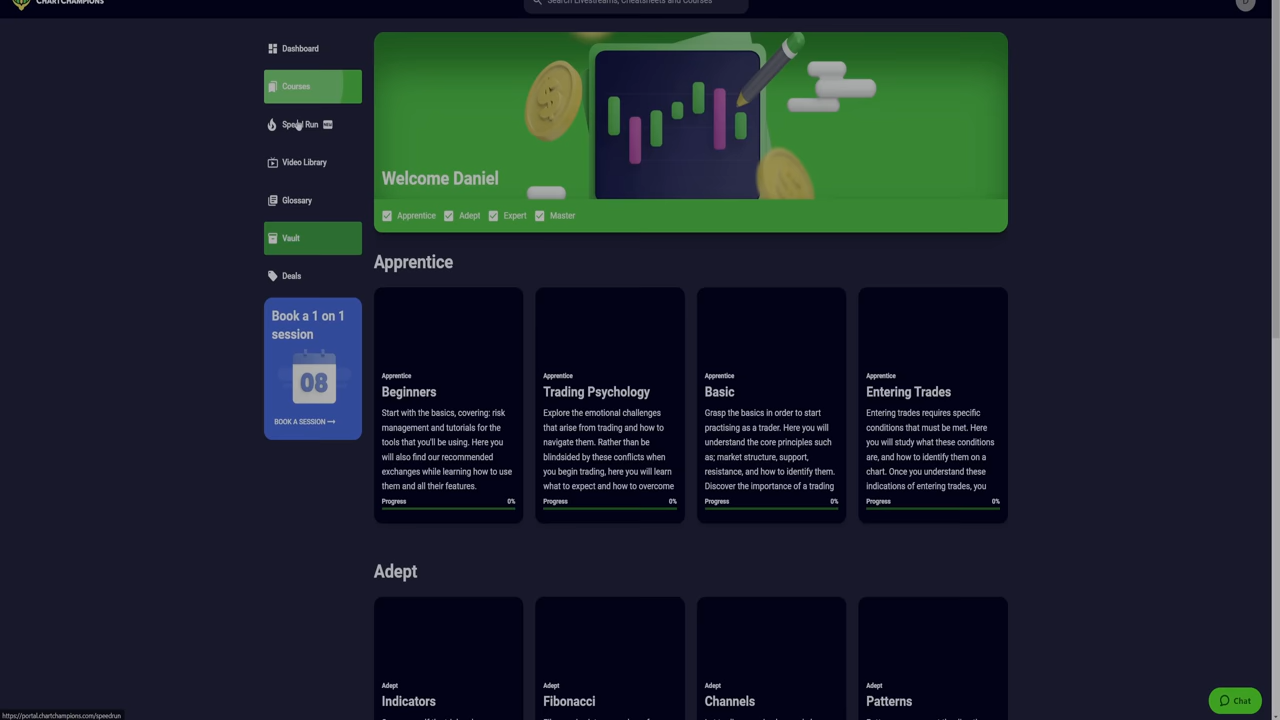 CHARTCHAMPIONS
Search Livestreams, Cheatsheets and Courses
Dashboard
Courses
Speed Run NEW
Video Library
Glossary
Vault
Deals
Book a 1 on 1
session
08
BOOK A SESSION
Welcome Daniel
Apprentice Adept Expert Master
Apprentice
Apprentice
Beginners
Start with the basics, covering: risk
management and tutorials for the
tools that you'll be using. Here you
will also find our recommended
exchanges while learning how to use
them and all their features.
Progress 0%
Apprentice
Trading Psychology
Explore the emotional challenges
that arise from trading and how to
navigate them. Rather than be
blindsided by these conflicts when
you begin trading, here you will learn
what to expect and how to overcome
Progress 0%
Apprentice
Basic
Grasp the basics in order to start
practising as a trader. Here you will
understand the core principles such
as; market structure, support,
resistance, and how to identify them.
Discover the importance of a trading
Progress 0%
Apprentice
Entering Trades
Entering trades requires specific
conditions that must be met. Here
you will study what these conditions
are, and how to identify them on a
chart. Once you understand these
indications of entering trades, you
Progress 0%
Adept
Adept
Indicators
Adept
Fibonacci
Adept
Channels
Adept
Patterns
Chat
https://portal.chartchampions.com/speedrun